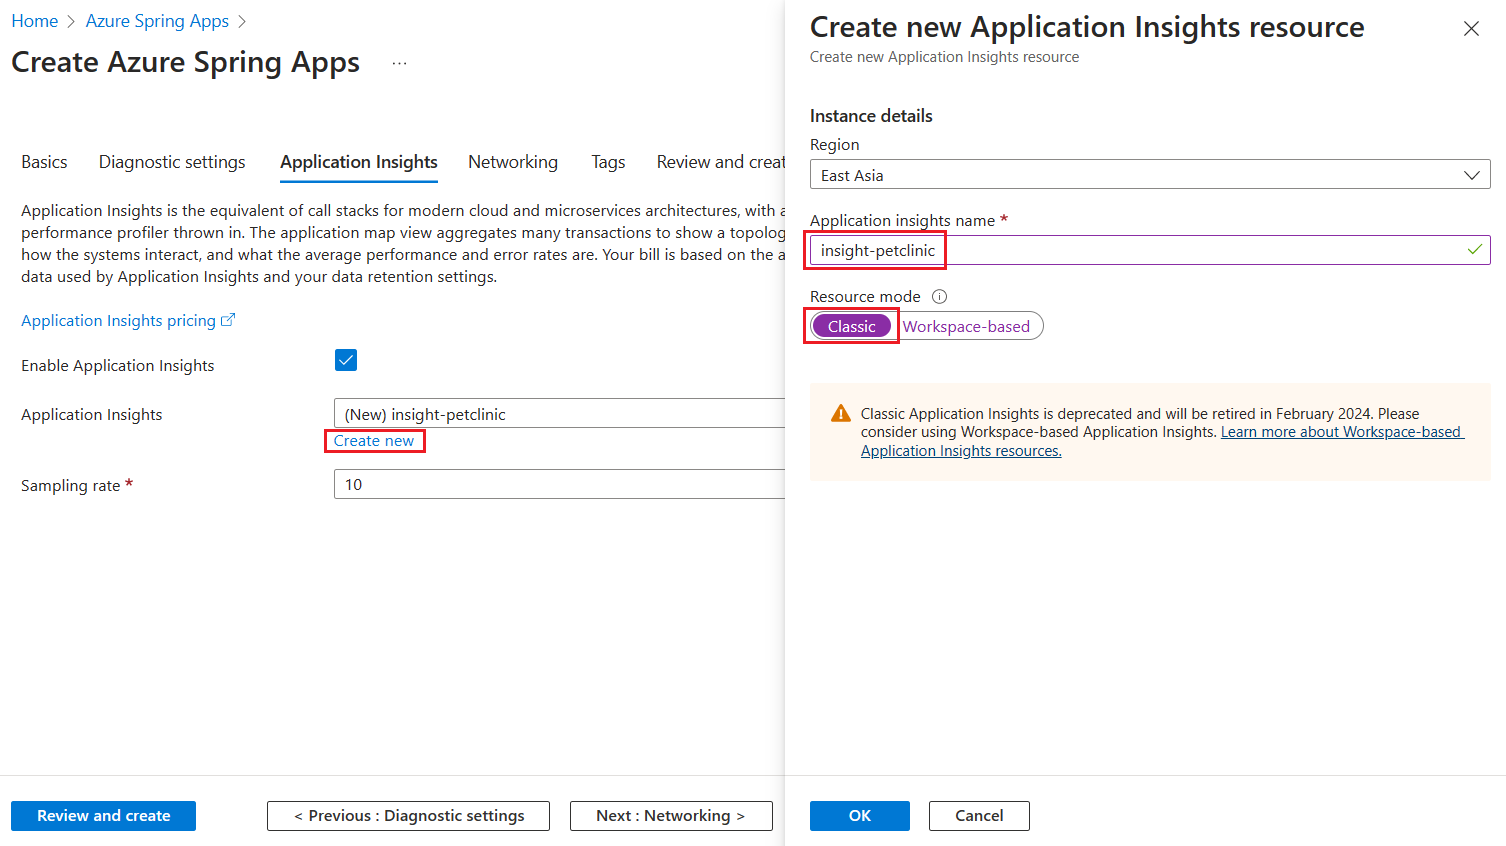 Home > Azure Spring Apps >
Create Azure Spring Apps ...
Basics Diagnostic settings Application Insights Networking Tags Review and creat
Application Insights is the equivalent of call stacks for modern cloud and microservices architectures, with a
performance profiler thrown in. The application map view aggregates many transactions to show a topolog
how the systems interact, and what the average performance and error rates are. Your bill is based on the a
data used by Application Insights and your data retention settings.
Application Insights pricing
Enable Application Insights
Application Insights
(New) insight-petclinic
Create new
Sampling rate *
10
Review and create
< Previous : Diagnostic settings
Next : Networking >
Create new Application Insights resource
Create new Application Insights resource
Instance details
Region
East Asia
Application insights name *
insight-petclinic
Resource mode
Classic Workspace-based
Classic Application Insights is deprecated and will be retired in February 2024. Please
consider using Workspace-based Application Insights. Learn more about Workspace-based
Application Insights resources.
OK
Cancel